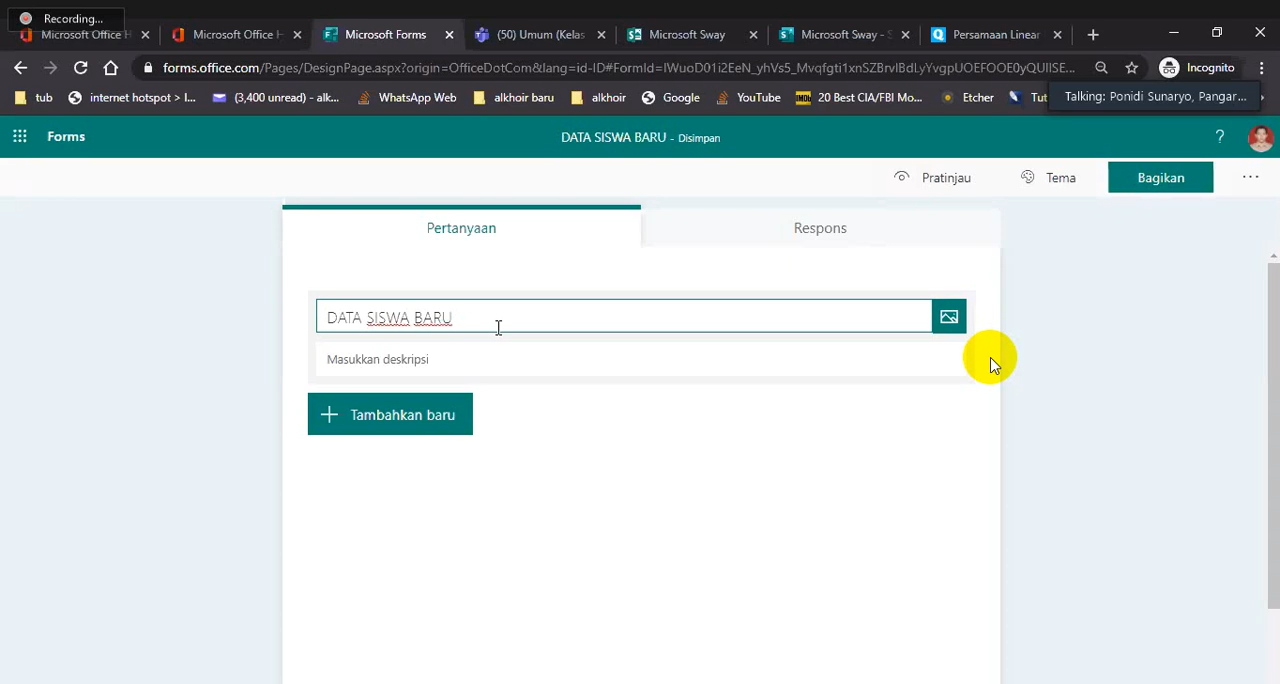 Recording...
Microsoft Office H
Microsoft Office H
Microsoft Forms
(50) Umum (Kelas
Microsoft Sway
Microsoft Sway -
Persamaan Linear
forms.office.com/Pages/DesignPage.aspx?origin=OfficeDotCom&lang=id-ID#FormId=IWuoD01i2EeN_yhVs5_Mvqfgti1xnSZBrvlBdLyYvgpUOEFOOE0yQUlISE...
Incognito
tub
internet hotspot > I...
(3,400 unread) - alk...
WhatsApp Web
alkhoir baru
alkhoir
Google
YouTube
20 Best CIA/FBI Mo...
Etcher
Tut
Talking: Ponidi Sunaryo, Pangar...
Forms
DATA SISWA BARU - Disimpan
?
Pratinjau
Tema
Bagikan
...
Pertanyaan
Respons
DATA SISWA BARU
Masukkan deskripsi
+ Tambahkan baru